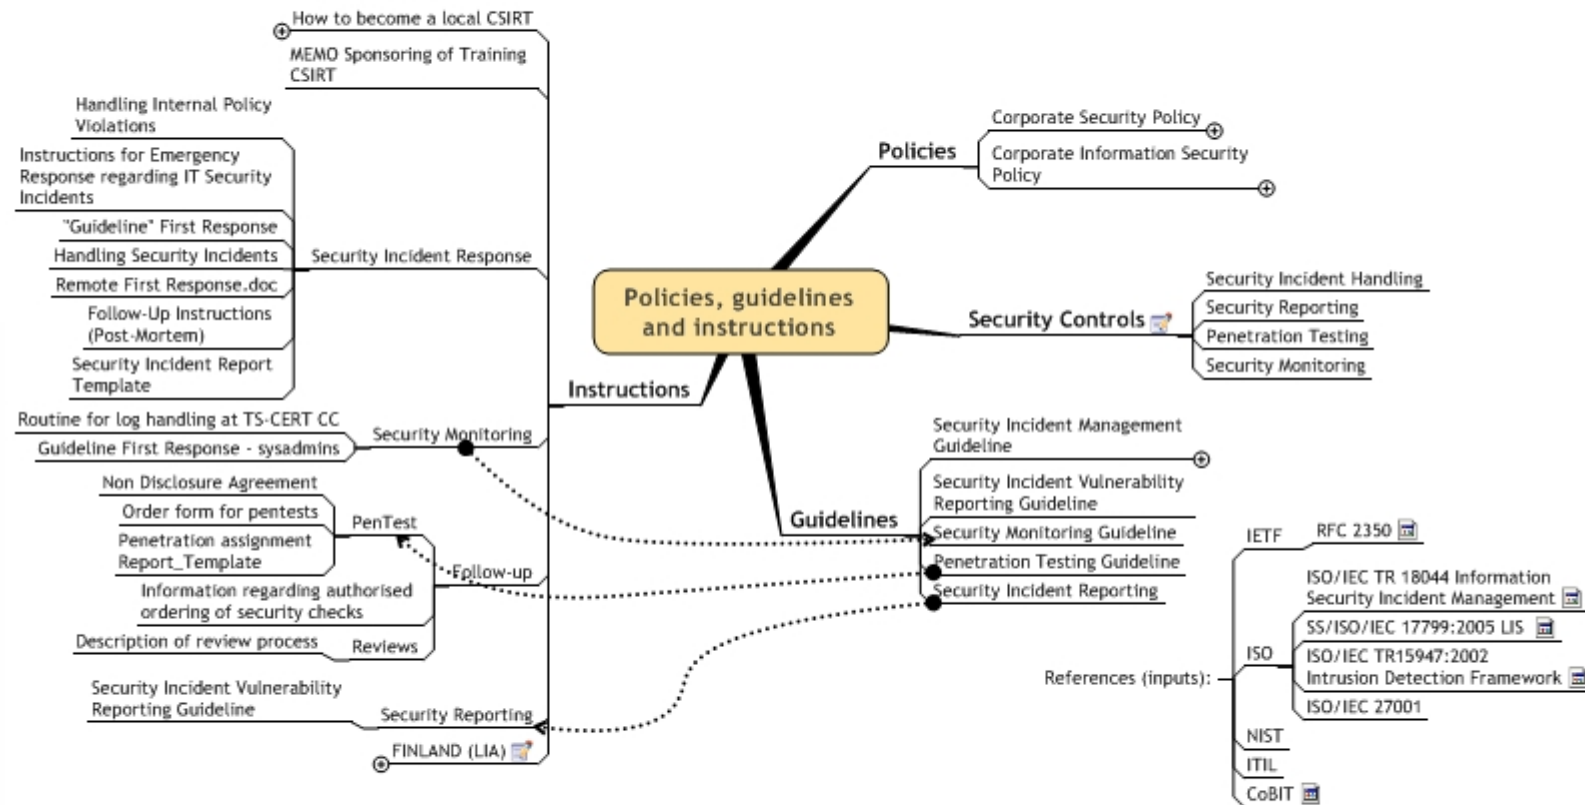 How to become a local CSIRT
MEMO Sponsoring of Training
CSIRT
Handling Internal Policy
Violations
Instructions for Emergency
Response regarding IT Security
Incidents
"Guideline" First Response
Handling Security Incidents
Remote First Response.doc
Follow-Up Instructions
(Post-Mortem)
Security Incident Report
Template
Security Incident Response
Routine for log handling at TS-CERT CC
Guideline First Response - sysadmins
Security Monitoring
Non Disclosure Agreement
Order form for pentests
Penetration assignment
Report_Template
PenTest
Information regarding authorised
ordering of security checks
Follow-up
Description of review process
Reviews
Security Incident Vulnerability
Reporting Guideline
Security Reporting
FINLAND (LIA)
Instructions
Policies, guidelines
and instructions
Policies
Corporate Security Policy
Corporate Information Security
Policy
Security Controls
Security Incident Handling
Security Reporting
Penetration Testing
Security Monitoring
Guidelines
Security Incident Management
Guideline
Security Incident Vulnerability
Reporting Guideline
Security Monitoring Guideline
Penetration Testing Guideline
Security Incident Reporting
References (inputs):
IETF
RFC 2350
ISO
ISO/IEC TR 18044 Information
Security Incident Management
SS/ISO/IEC 17799:2005 LIS
ISO/IEC TR15947:2002
Intrusion Detection Framework
ISO/IEC 27001
NIST
ITIL
CoBIT